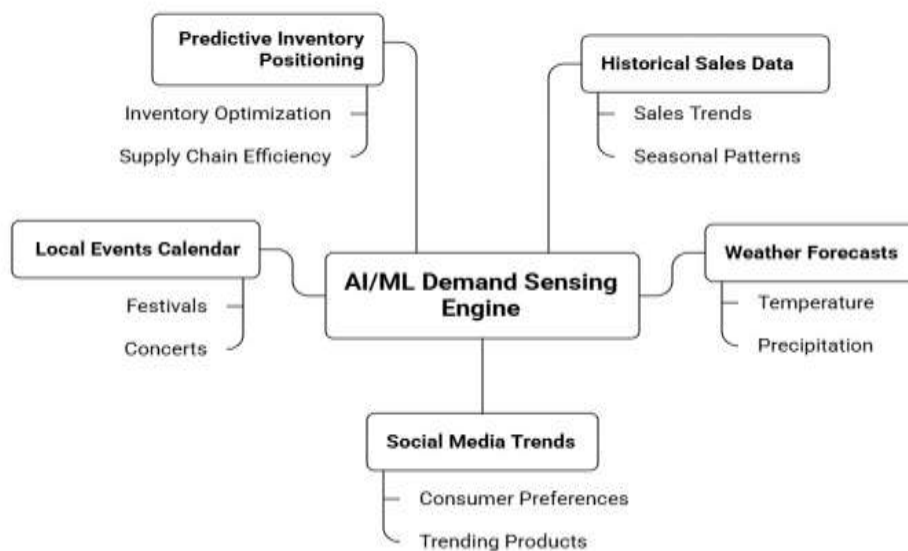 Predictive Inventory
Positioning
Inventory Optimization
Supply Chain Efficiency
Historical Sales Data
Sales Trends
Seasonal Patterns
Local Events Calendar
Festivals
Concerts
AI/ML Demand Sensing
Engine
Weather Forecasts
Temperature
Precipitation
Social Media Trends
Consumer Preferences
Trending Products